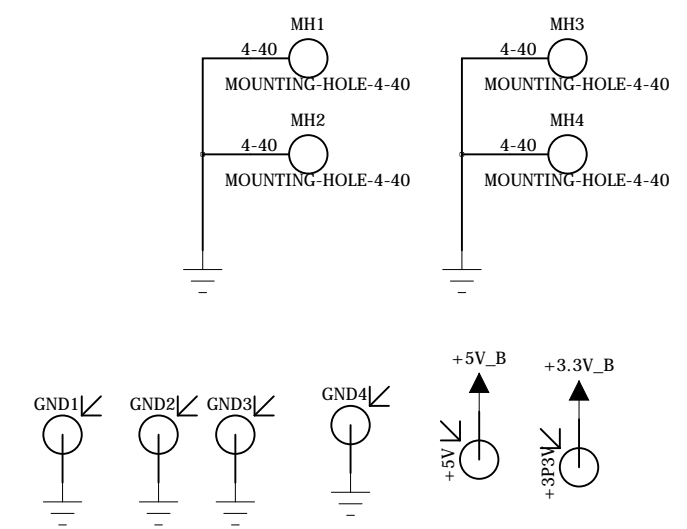 MH1
MH3
4-40
4-40
MOUNTING-HOLE-4-40
MOUNTING-HOLE-4-40
MH2
MH4
4-40
4-40
MOUNTING-HOLE-4-40
MOUNTING-HOLE-4-40
+5V_B
+3.3V_B
GND1
GND2
GND3
GND4
+5V
+3P3V